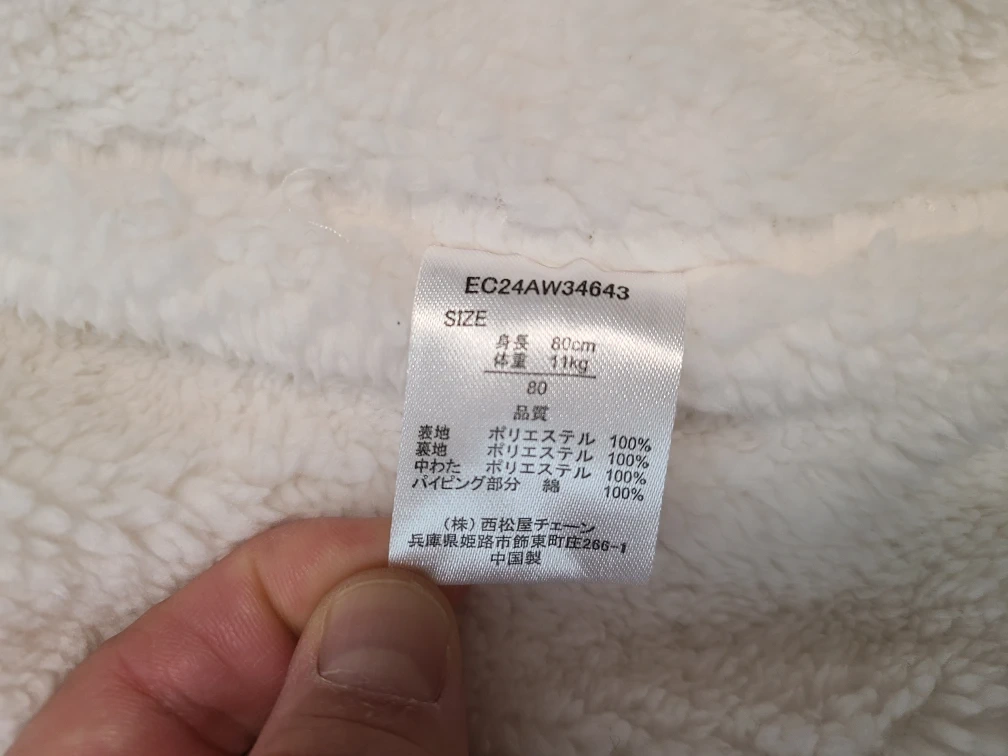 EC24AW34643
SIZE
身長 80cm
体重 11kg
80
品質
表地 ポリエステル 100%
裏地 ポリエステル 100%
中わた ポリエステル 100%
パイピング部分 綿 100%
(株)西松屋チェーン
兵庫県姫路市飾東町庄266-1
中国製